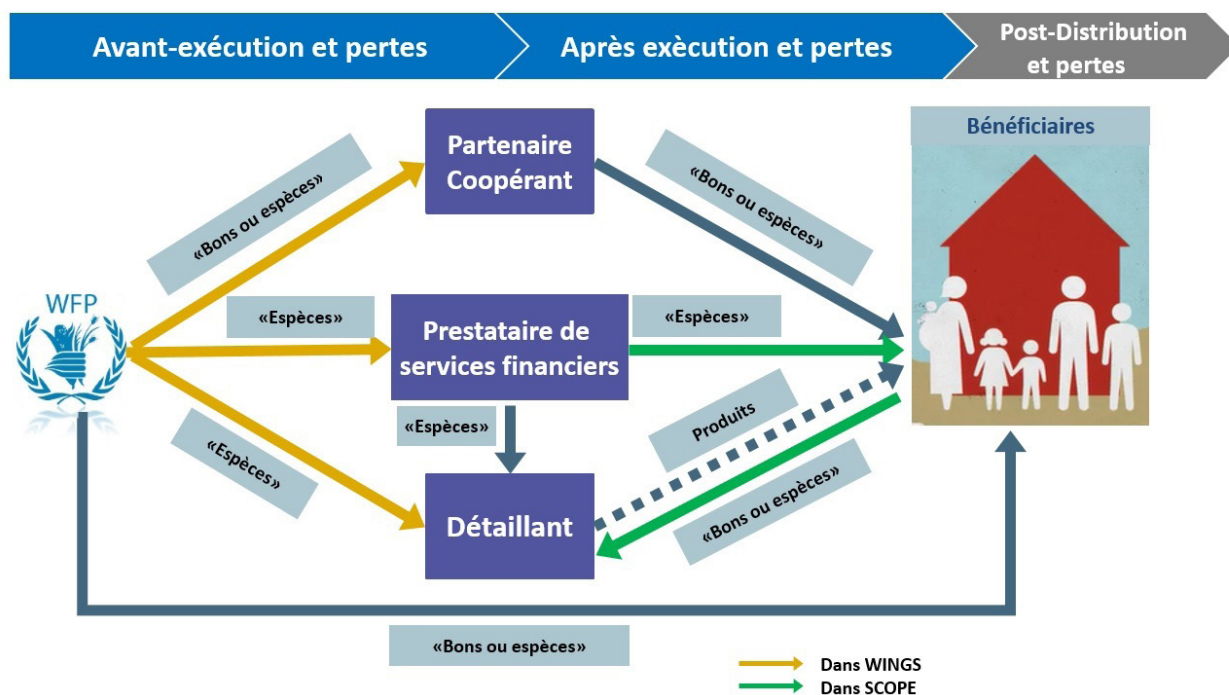 Avant-exécution et pertes
Après exècution et pertes
Post-Distribution
et pertes
Bénéficiaires
Partenaire
Coopérant
«Bons ou espèces»
«Bons ou espèces»
WFP
«Espèces»
Prestataire de
services financiers
«Espèces»
«Espèces»
Produits
«Espèces»
Détaillant
«Bons ou espèces»
«Bons ou espèces»
Dans WINGS
Dans SCOPE